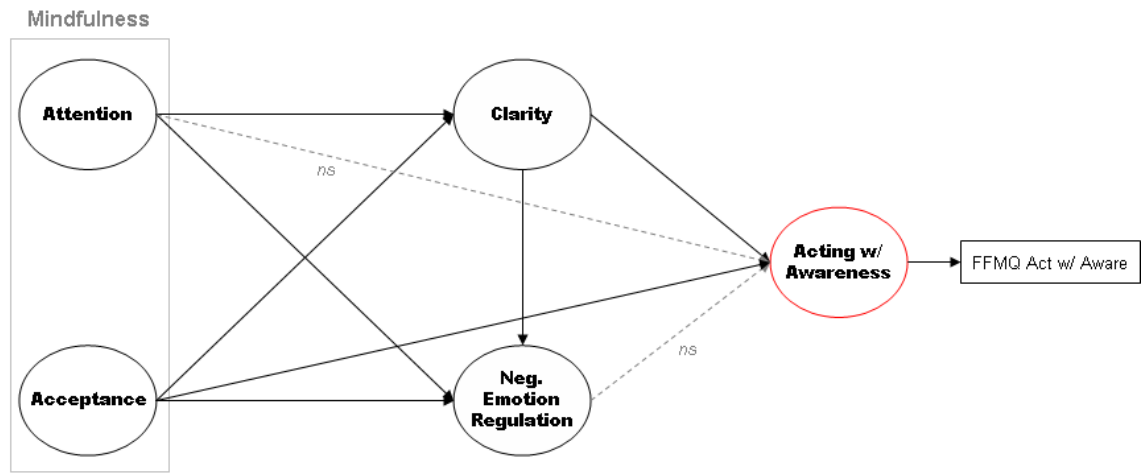 Mindfulness
Attention
Clarity
ns
Acting w/
Awareness
FFMQ Act w/ Aware
ns
Acceptance
Neg.
Emotion
Regulation